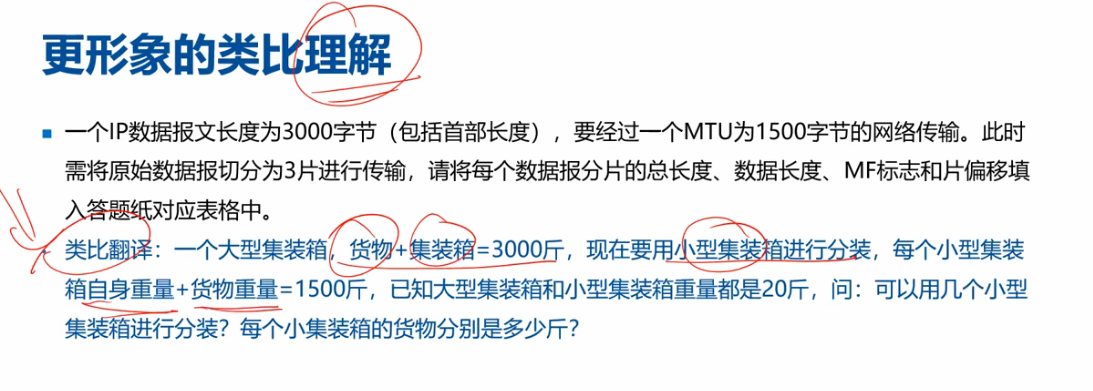 更形象的类比理解
一个IP数据报文长度为3000字节（包括首部长度），要经过一个MTU为1500字节的网络传输。此时
需将原始数据报切分为3片进行传输，请将每个数据报分片的总长度、数据长度、MF标志和片偏移填
入答题纸对应表格中。
类比翻译：一个大型集装箱，货物+集装箱=3000斤，现在要用小型集装箱进行分装，每个小型集装
箱自身重量+货物重量=1500斤，已知大型集装箱和小型集装箱重量都是20斤，问：可以用几个小型
集装箱进行分装？每个小集装箱的货物分别是多少斤？